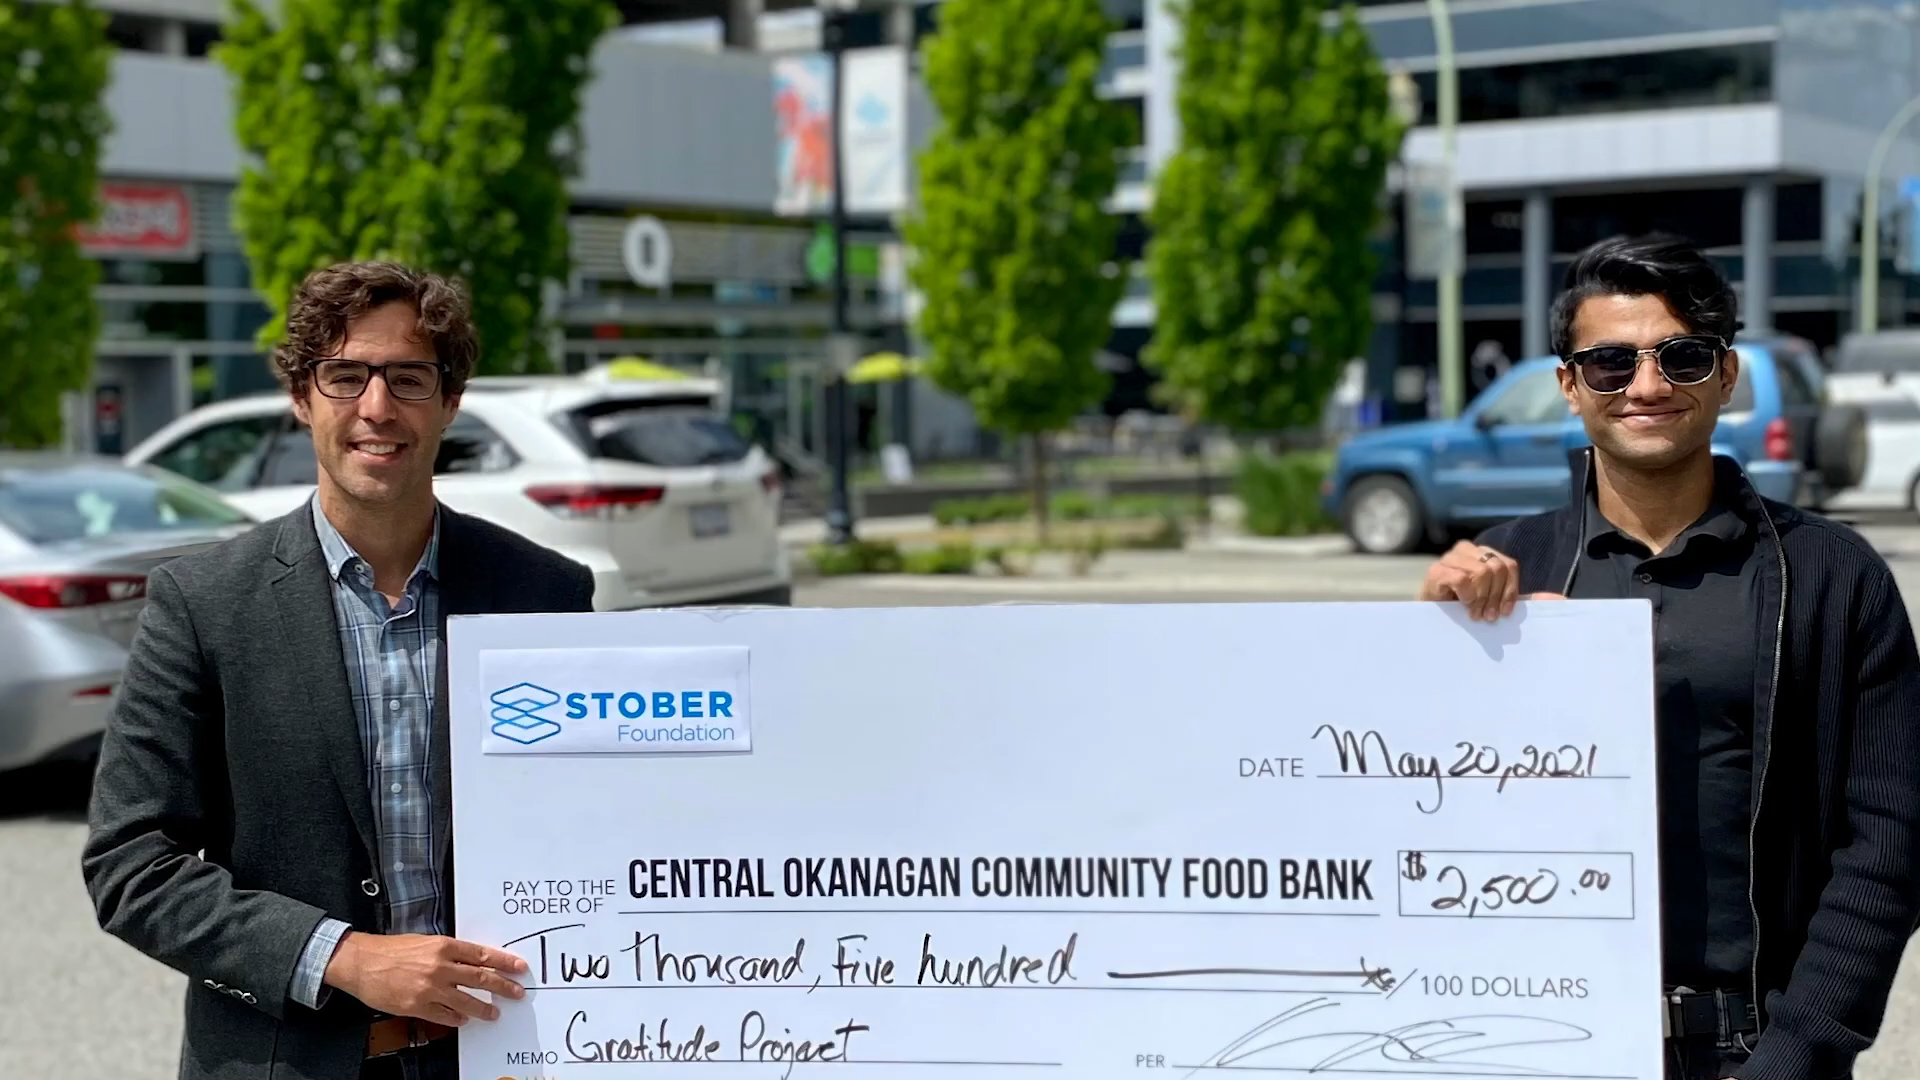 STOBER
Foundation
DATE May 20, 2021
PAY TO THE
ORDER OF
CENTRAL OKANAGAN COMMUNITY FOOD BANK
$ 2,500.00
Two Thousand, Five hundred
/100 DOLLARS
MEMO Gratitude Project
PER